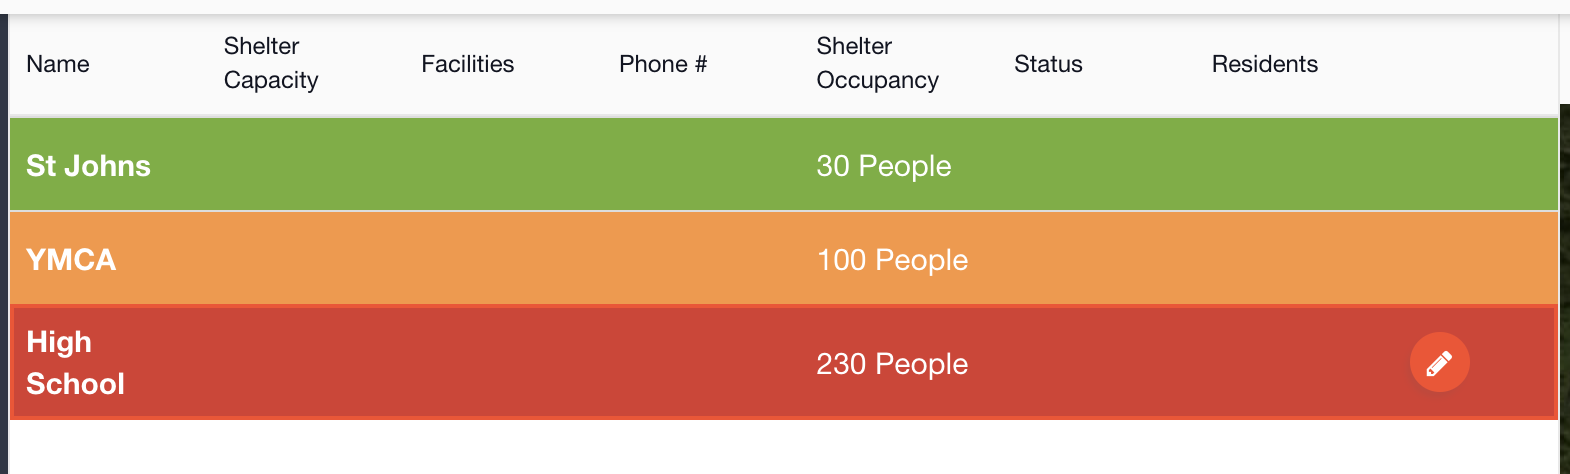 Name
Shelter
Capacity
Facilities
Phone #
Shelter
Occupancy
Status
Residents
St Johns
30 People
YMCA
100 People
High
School
230 People